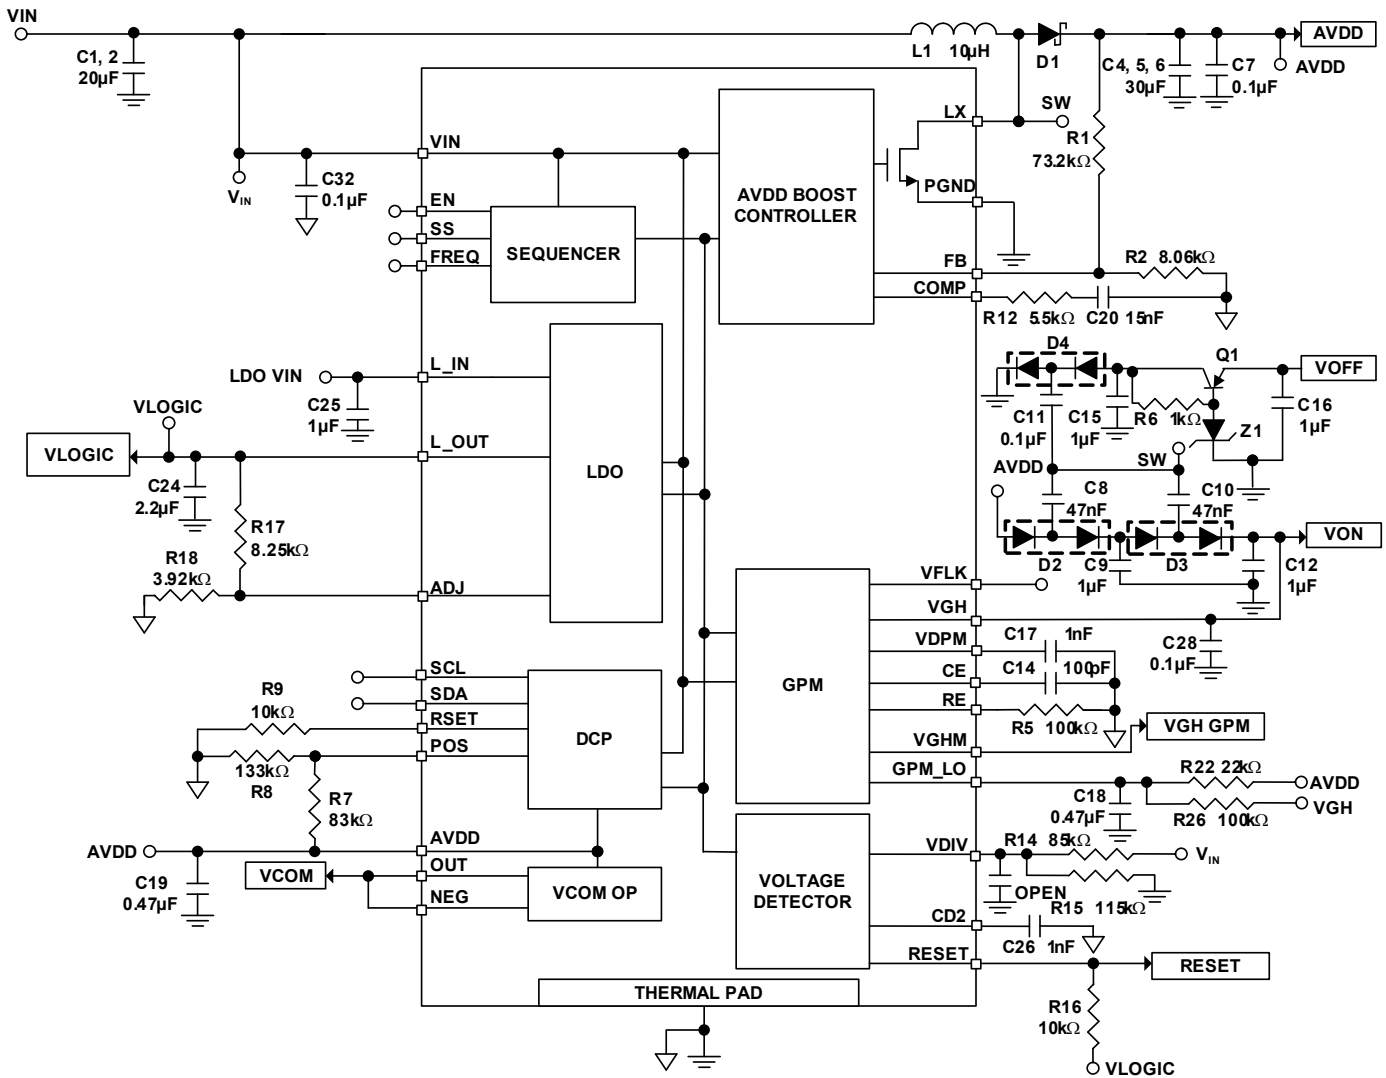 VIN
C1, 2
20µF
L1 10µH
D1
C4, 5, 6
30µF
C7
0.1µF
AVDD
AVDD
SW
R1
73.2kΩ
VIN
VIN
C32
0.1µF
EN
SS
FREQ
SEQUENCER
AVDD BOOST
CONTROLLER
LX
PGND
FB
COMP
R2 8.06kΩ
R12 5.5kΩ
C20 15nF
D4
Q1
VOFF
C11
0.1µF
C15
1µF
R6 1kΩ
Z1
C16
1µF
AVDD
SW
C8
47nF
C10
47nF
D2
C9
1µF
D3
C12
1µF
VON
LDO VIN
C25
1µF
L_IN
VLOGIC
VLOGIC
L_OUT
LDO
C24
2.2µF
R17
8.25kΩ
R18
3.92kΩ
ADJ
VFLK
VGH
VDPM
CE
RE
VGHM
GPM_LO
GPM
C17 1nF
C14 100pF
R5 100kΩ
C28
0.1µF
VGH GPM
R22 22kΩ
AVDD
C18
0.47µF
R26 100kΩ
VGH
SCL
SDA
RSET
POS
DCP
R9
10kΩ
133kΩ
R8
R7
83kΩ
AVDD
AVDD
OUT
NEG
VCOM
VCOM OP
C19
0.47µF
VOLTAGE
DETECTOR
VDIV
CD2
RESET
R14 85kΩ
VIN
OPEN
R15 115kΩ
C26 1nF
RESET
R16
10kΩ
VLOGIC
THERMAL PAD